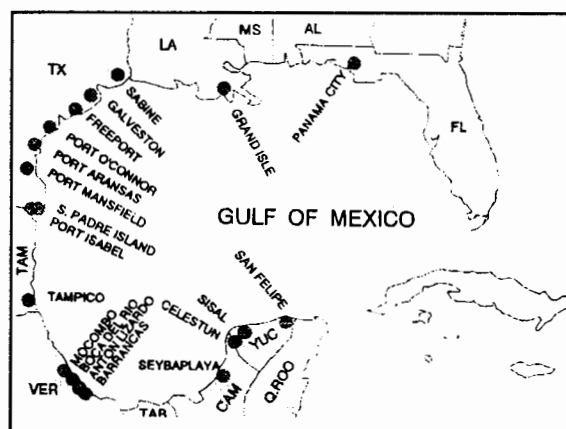 MS
AL
LA
TX
SABINE
GALVESTON
FREEPORT
PORT O'CONNOR
PORT ARANSAS
PORT MANSFIELD
S. PADRE ISLAND
PORT ISABEL
GRAND ISLE
PANAMA CITY
FL
GULF OF MEXICO
TAM
TAMPICO
MOCOMBO
BOCA DEL RIO
ANTON LIZARDO
BARRANCAS
VER
TAB
SEYBAPLAYA
CELESTUN
SISAL
SAN FELIPE
YUC
CAM
Q.ROO